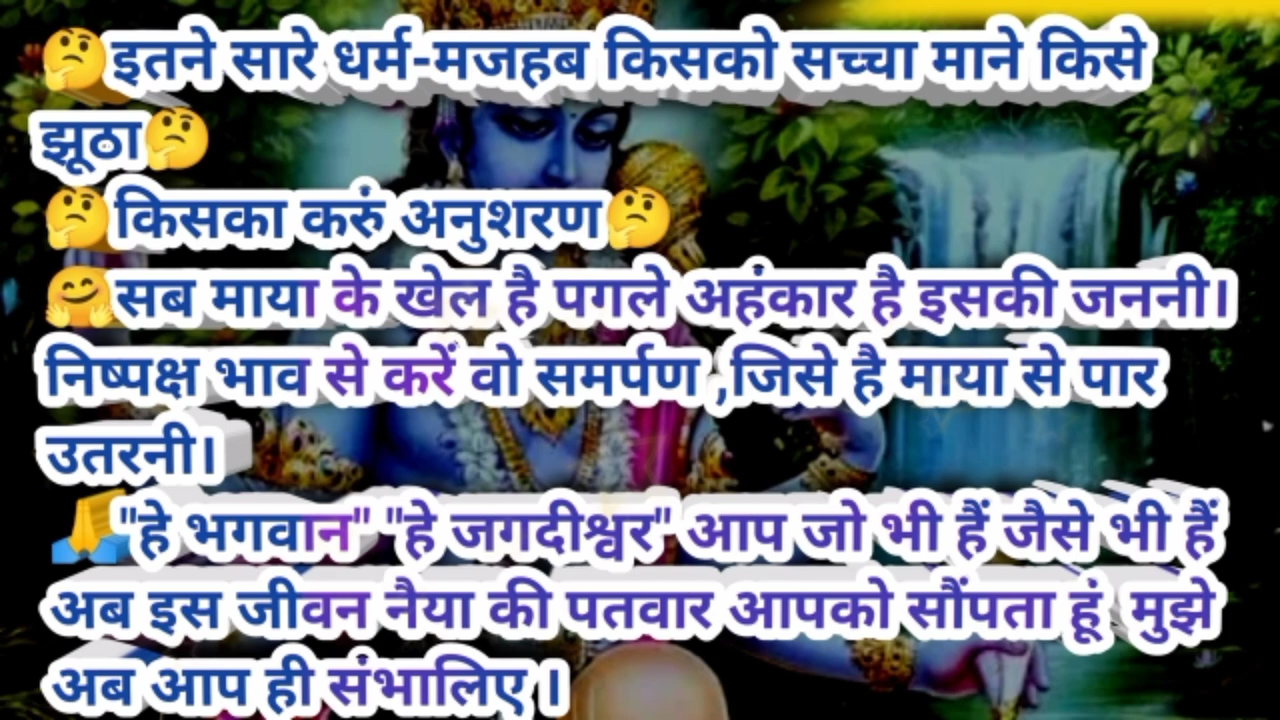 🤔इतने सारे धर्म-मजहब किसको सच्चा माने किसे
झूठा🤔
🤔किसका करुं अनुशरण🤔
🤗सब माया के खेल है पगले अहंकार है इसकी जननी।
निष्पक्ष भाव से करें वो समर्पण ,जिसे है माया से पार
उतरनी।
🙏"हे भगवान" "हे जगदीश्वर" आप जो भी हैं जैसे भी हैं
अब इस जीवन नैया की पतवार आपको सौंपता हूं मुझे
अब आप ही संभालिए ।